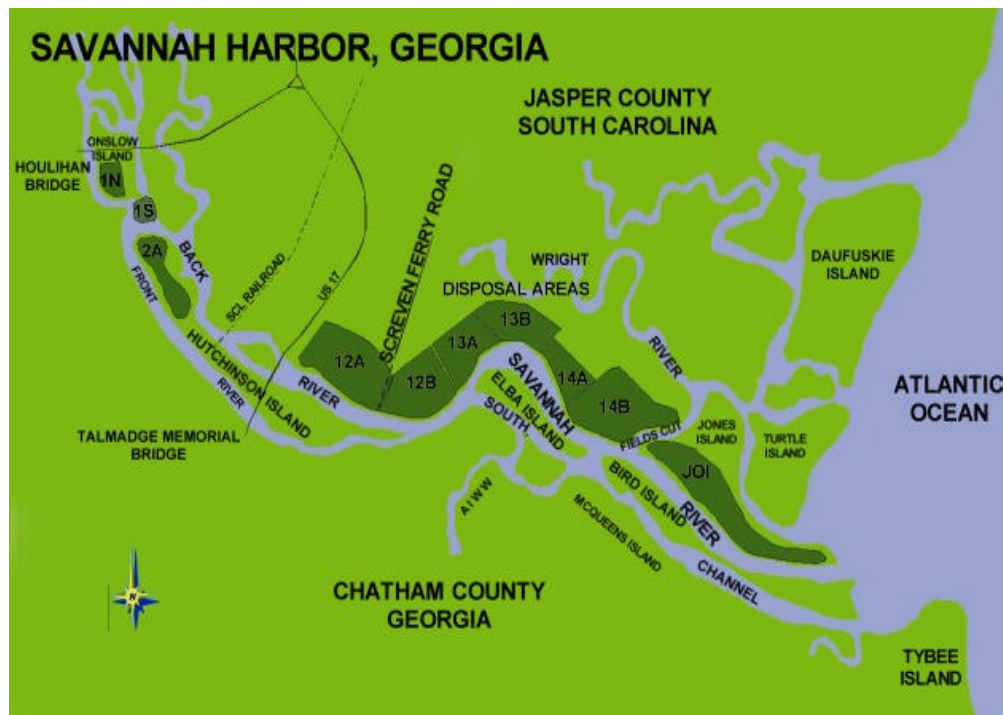 SAVANNAH HARBOR, GEORGIA
JASPER COUNTY
SOUTH CAROLINA
ONSLOW
ISLAND
HOULIHAN
BRIDGE
1N
1S
2A
BACK
FRONT
SCL RAILROAD
US 17
SCREVEN FERRY ROAD
WRIGHT
DISPOSAL AREAS
DAUFUSKIE
ISLAND
13B
13A
12A
12B
RIVER
HUTCHINSON ISLAND
RIVER
RIVER
SAVANNAH
ELBA ISLAND
SOUTH
14A
14B
ATLANTIC
OCEAN
TALMADGE MEMORIAL
BRIDGE
FIELDS CUT
JONES
ISLAND
TURTLE
ISLAND
JOI
AIWW
BIRD ISLAND
RIVER
MCQUEENS ISLAND
CHANNEL
N
CHATHAM COUNTY
GEORGIA
TYBEE
ISLAND